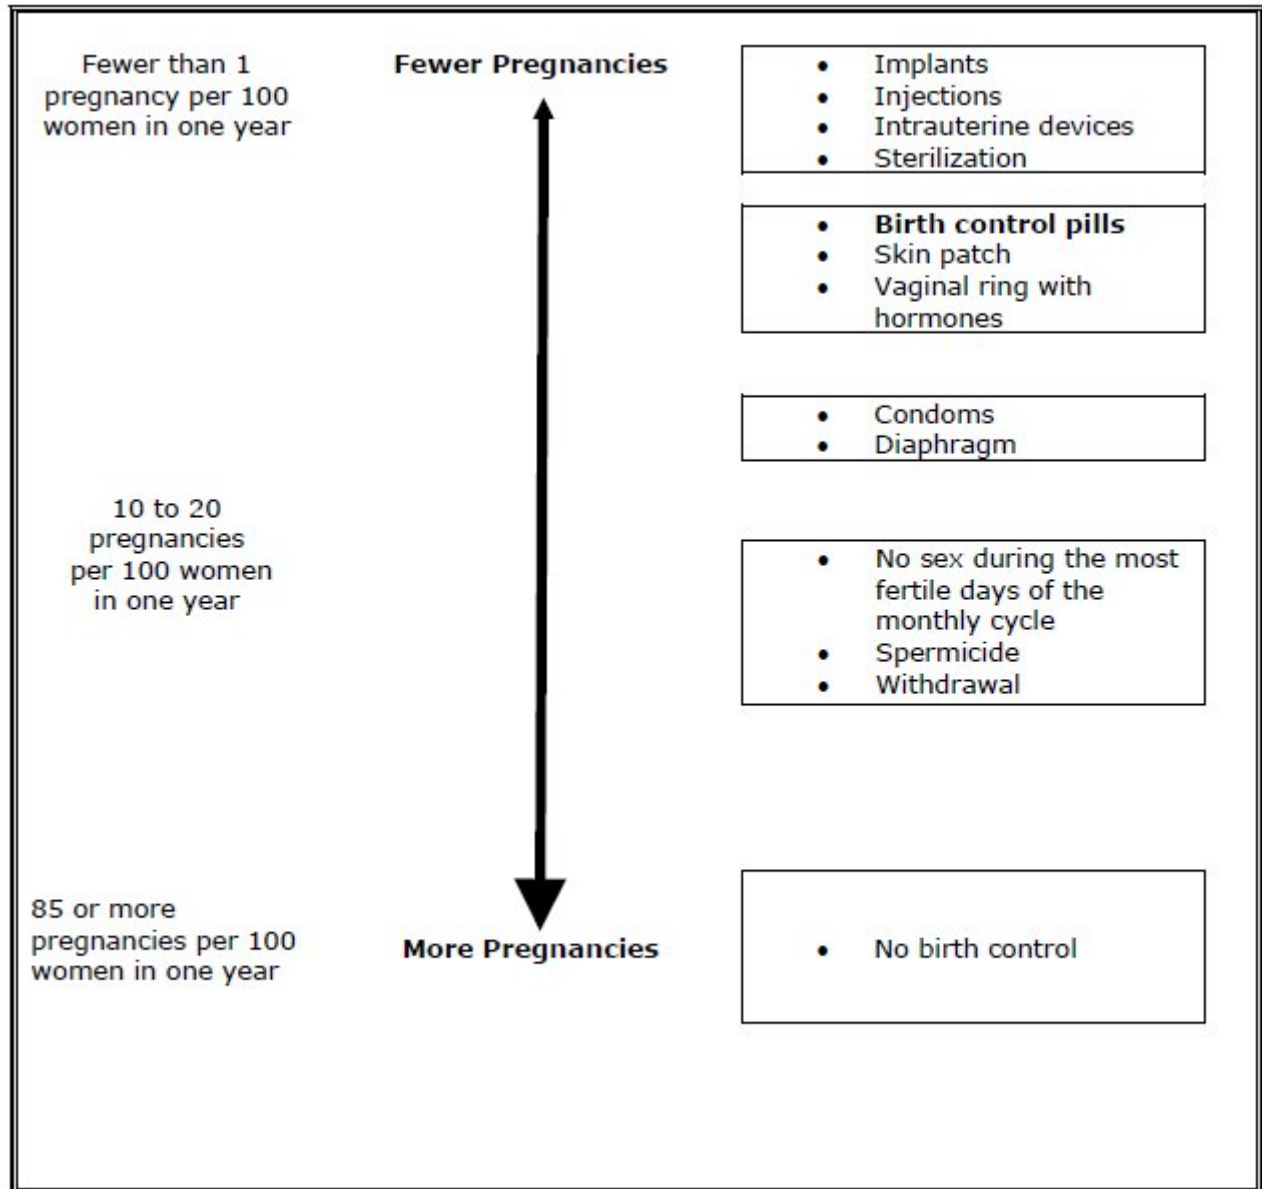 Fewer than 1
pregnancy per 100
women in one year
Fewer Pregnancies
• Implants
• Injections
• Intrauterine devices
• Sterilization
• Birth control pills
• Skin patch
• Vaginal ring with
hormones
• Condoms
• Diaphragm
10 to 20
pregnancies
per 100 women
in one year
• No sex during the most
fertile days of the
monthly cycle
• Spermicide
• Withdrawal
85 or more
pregnancies per 100
women in one year
More Pregnancies
• No birth control